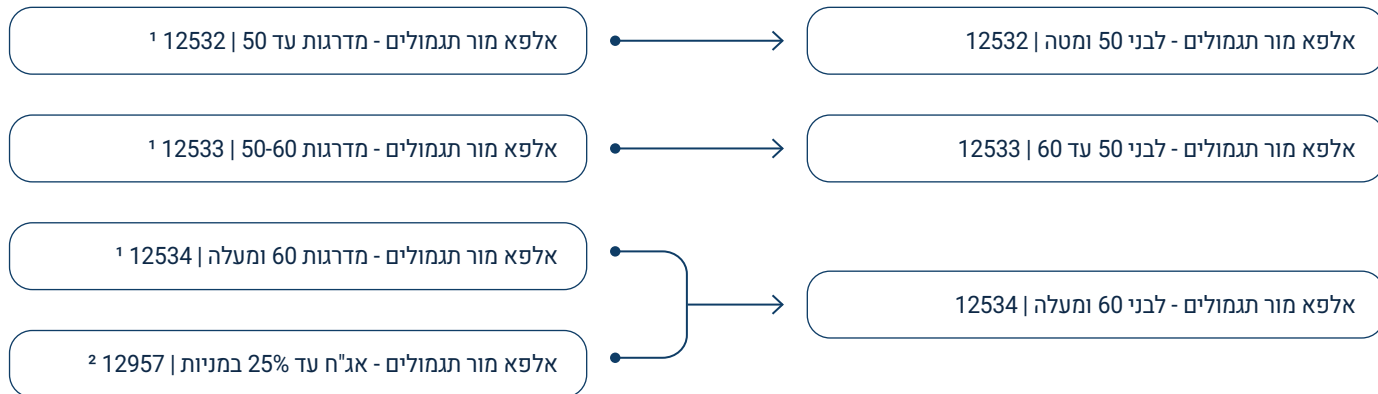 אלפא מור תגמולים - מדרגות עד 50 | 12532 ¹
אלפא מור תגמולים - לבני 50 ומטה | 12532
אלפא מור תגמולים - מדרגות 50-60 | 12533 ¹
אלפא מור תגמולים - לבני 50 עד 60 | 12533
אלפא מור תגמולים - מדרגות 60 ומעלה | 12534 ¹
אלפא מור תגמולים - לבני 60 ומעלה | 12534
אלפא מור תגמולים - אג"ח עד 25% במניות | 12957 ²